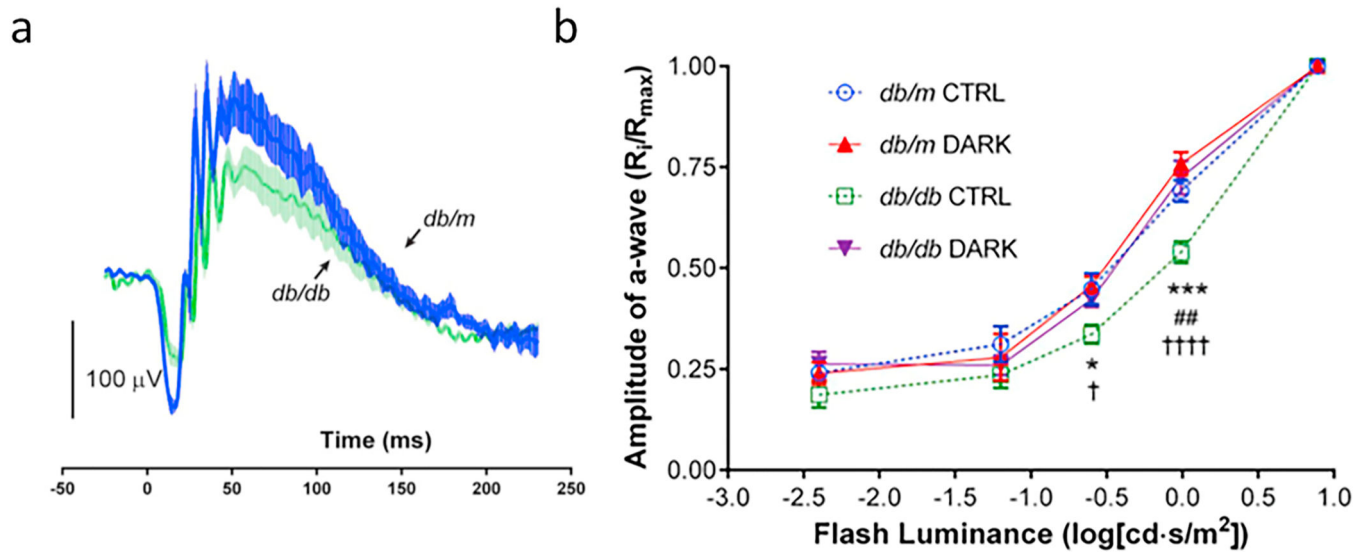 a
db/m
db/db
100 μV
Time (ms)
-50 0 50 100 150 200 250
b
Amplitude of a-wave (Ri/Rmax)
1.00
0.75
0.50
0.25
0.00
db/m CTRL
db/m DARK
db/db CTRL
db/db DARK
***
##
††††
*
†
-3.0 -2.5 -2.0 -1.5 -1.0 -0.5 0.0 0.5 1.0
Flash Luminance (log[cd·s/m²])